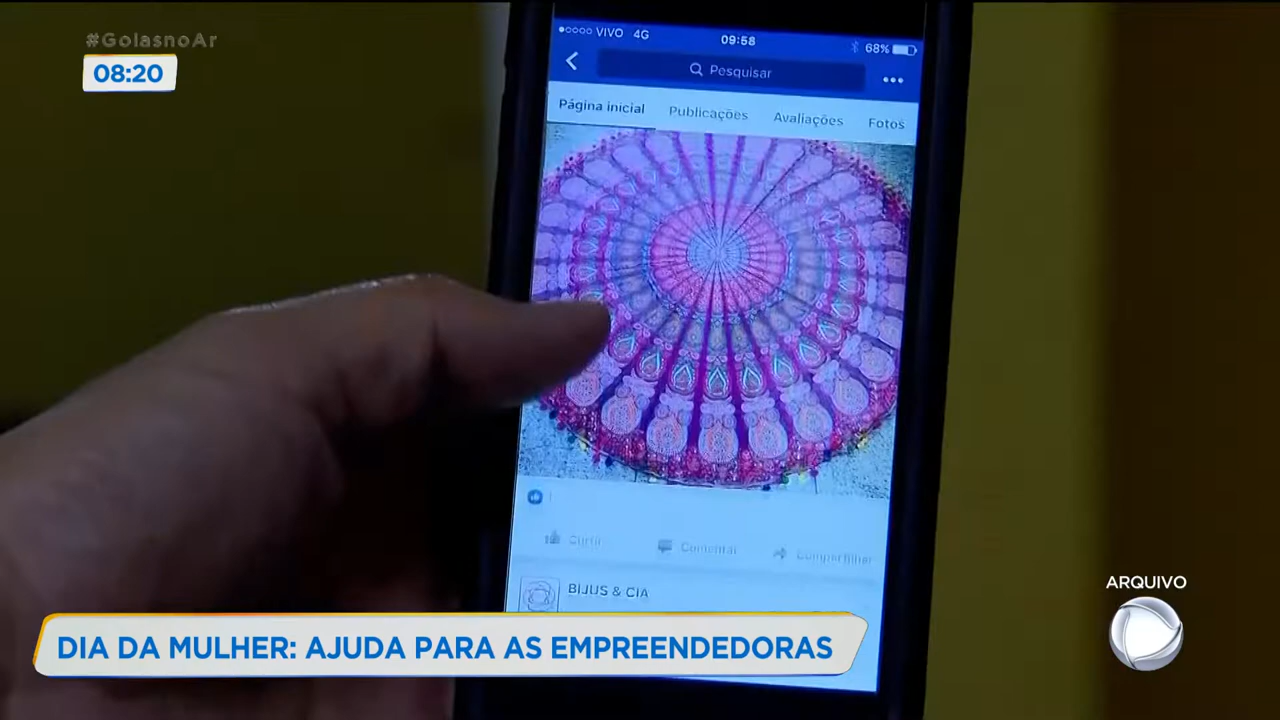 #GoiásnoAr
08:20
VIVO 4G
09:58
68%
Pesquisar
Página inicial
Publicações
Avaliações
Fotos
Curtir
Comentar
Compartilhar
BIJUS & CIA
ARQUIVO
DIA DA MULHER: AJUDA PARA AS EMPREENDEDORAS